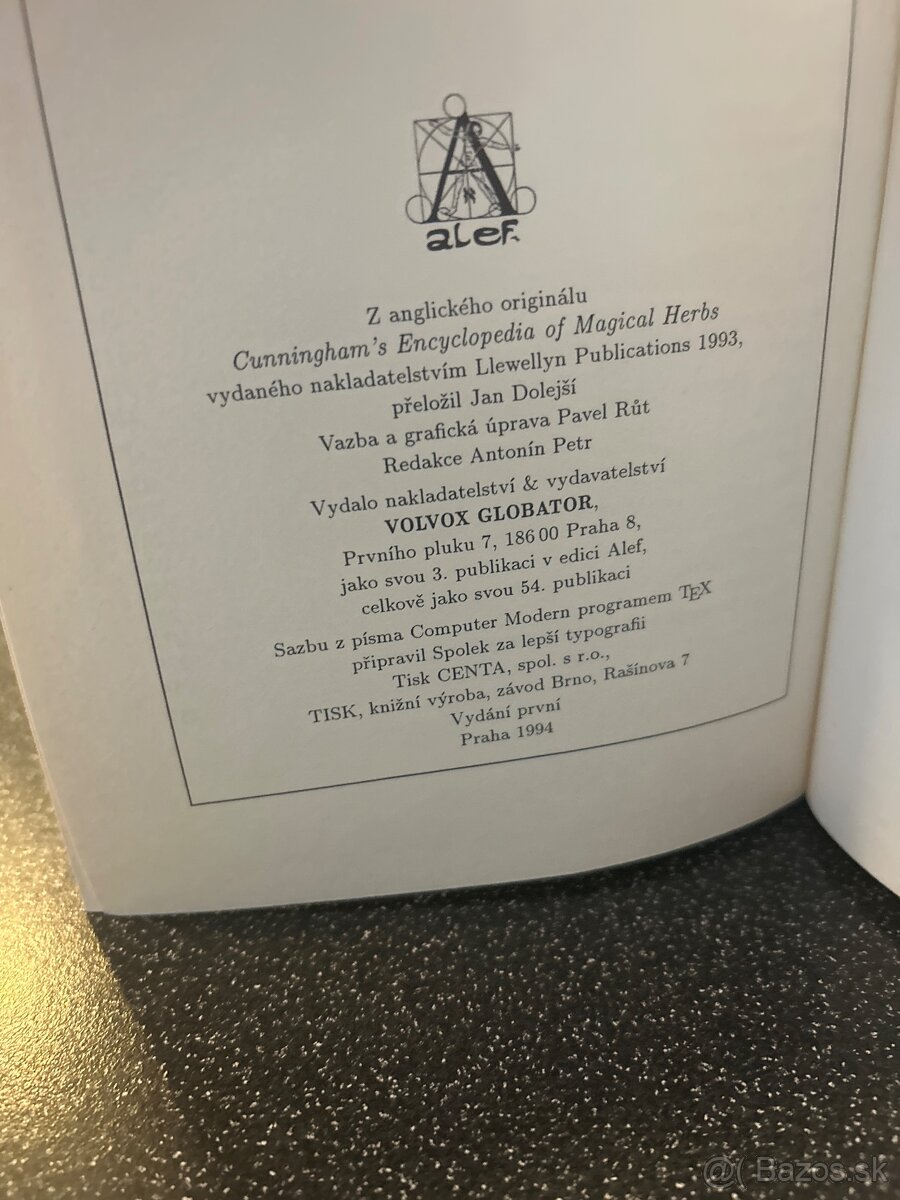 alef.
Z anglického originálu
Cunningham's Encyclopedia of Magical Herbs
vydaného nakladatelstvím Llewellyn Publications 1993,
přeložil Jan Dolejší
Vazba a grafická úprava Pavel Růt
Redakce Antonín Petr
Vydalo nakladatelství & vydavatelství
VOLVOX GLOBATOR,
Prvního pluku 7, 186 00 Praha 8,
jako svou 3. publikaci v edici Alef,
celkově jako svou 54. publikaci
Sazbu z písma Computer Modern programem TEX
připravil Spolek za lepší typografii
Tisk CENTA, spol. s r.o.,
TISK, knižní výroba, závod Brno, Rašínova 7
Vydání první
Praha 1994
@( Bazos.sk